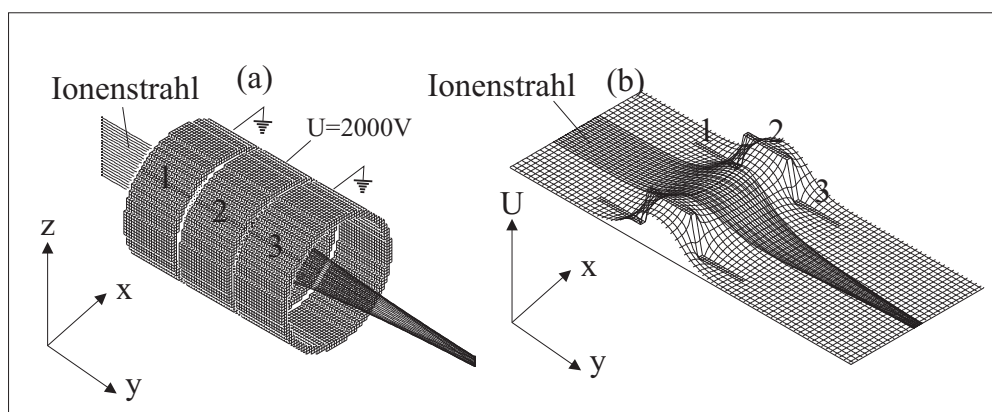 (a)
Ionenstrahl
U=2000V
1
2
3
z
x
y
(b)
Ionenstrahl
1
2
3
U
x
y